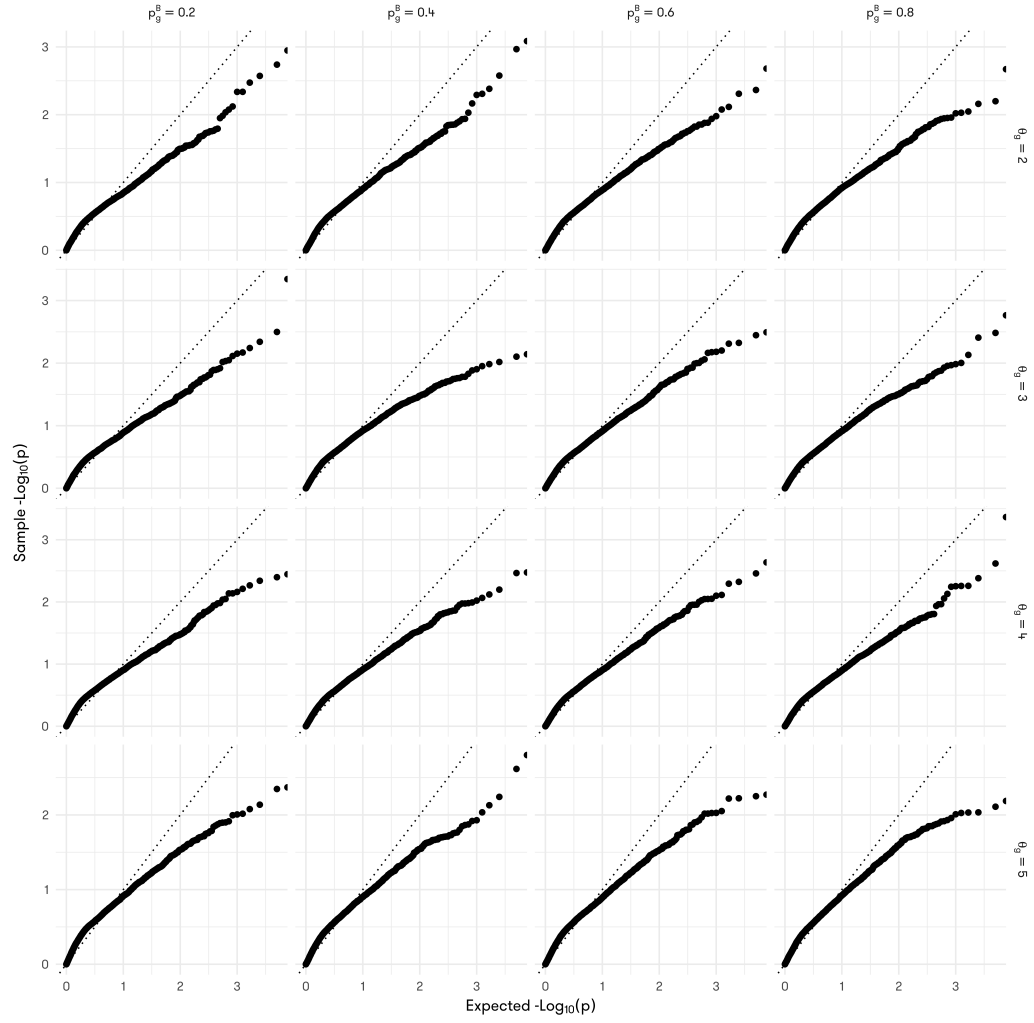 p_g^B = 0.2
p_g^B = 0.4
p_g^B = 0.6
p_g^B = 0.8
3
2
1
0
θ_g = 2
3
2
1
0
θ_g = 3
Sample -Log₁₀(p)
3
2
1
0
θ_g = 4
2
1
0
θ_g = 5
0 1 2 3 0 1 2 3 0 1 2 3 0 1 2 3
Expected -Log₁₀(p)